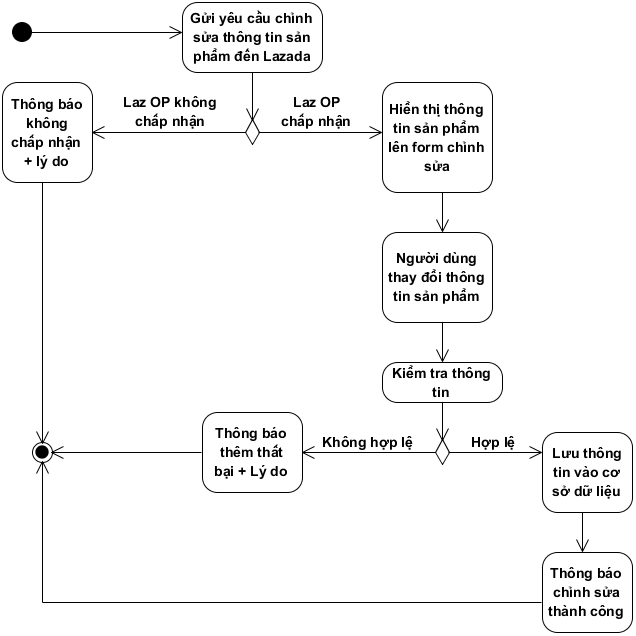 Gửi yêu cầu chỉnh
sửa thông tin sản
phẩm đến Lazada
Thông báo
không
chấp nhận
+ lý do
Laz OP không
chấp nhận
Laz OP
chấp nhận
Hiển thị thông
tin sản phẩm
lên form chỉnh
sửa
Người dùng
thay đổi thông
tin sản phẩm
Kiểm tra thông
tin
Thông báo
thêm thất
bại + Lý do
Không hợp lệ
Hợp lệ
Lưu thông
tin vào cơ
sở dữ liệu
Thông báo
chỉnh sửa
thành công